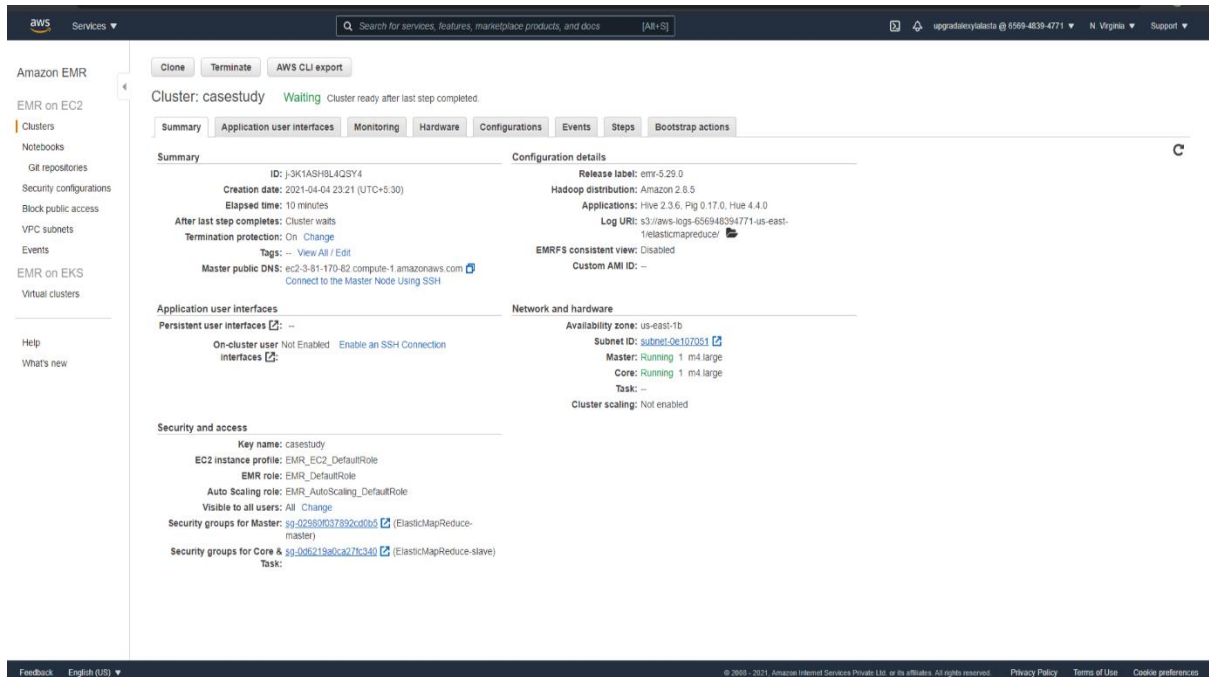 aws Services ▼ Search for services, features, marketplace products, and docs [Alt+S] upgradalexylalasta @ 6569-4839-4771 ▼ N. Virginia ▼ Support ▼
Amazon EMR
EMR on EC2
Clusters
Notebooks
Git repositories
Security configurations
Block public access
VPC subnets
Events
EMR on EKS
Virtual clusters
Help
What's new
Clone Terminate AWS CLI export
Cluster: casestudy Waiting Cluster ready after last step completed.
Summary Application user interfaces Monitoring Hardware Configurations Events Steps Bootstrap actions
Summary
ID: j-3K1ASH8L4QSY4
Creation date: 2021-04-04 23:21 (UTC+5:30)
Elapsed time: 10 minutes
After last step completes: Cluster waits
Termination protection: On Change
Tags: -- View All / Edit
Master public DNS: ec2-3-81-170-82.compute-1.amazonaws.com
Connect to the Master Node Using SSH
Configuration details
Release label: emr-5.29.0
Hadoop distribution: Amazon 2.8.5
Applications: Hive 2.3.6, Pig 0.17.0, Hue 4.4.0
Log URI: s3://aws-logs-656948394771-us-east-
1/elasticmapreduce/
EMRFS consistent view: Disabled
Custom AMI ID: --
Application user interfaces
Persistent user interfaces : --
On-cluster user Not Enabled Enable an SSH Connection
interfaces :
Network and hardware
Availability zone: us-east-1b
Subnet ID: subnet-0e107051
Master: Running 1 m4.large
Core: Running 1 m4.large
Task: --
Cluster scaling: Not enabled
Security and access
Key name: casestudy
EC2 instance profile: EMR_EC2_DefaultRole
EMR role: EMR_DefaultRole
Auto Scaling role: EMR_AutoScaling_DefaultRole
Visible to all users: All Change
Security groups for Master: sg-02980f037892cd0b5 (ElasticMapReduce-
master)
Security groups for Core & sg-0d6219a0ca27fc340 (ElasticMapReduce-slave)
Task:
Feedback English (US) ▼ © 2008 - 2021, Amazon Internet Services Private Ltd. or its affiliates. All rights reserved. Privacy Policy Terms of Use Cookie preferences